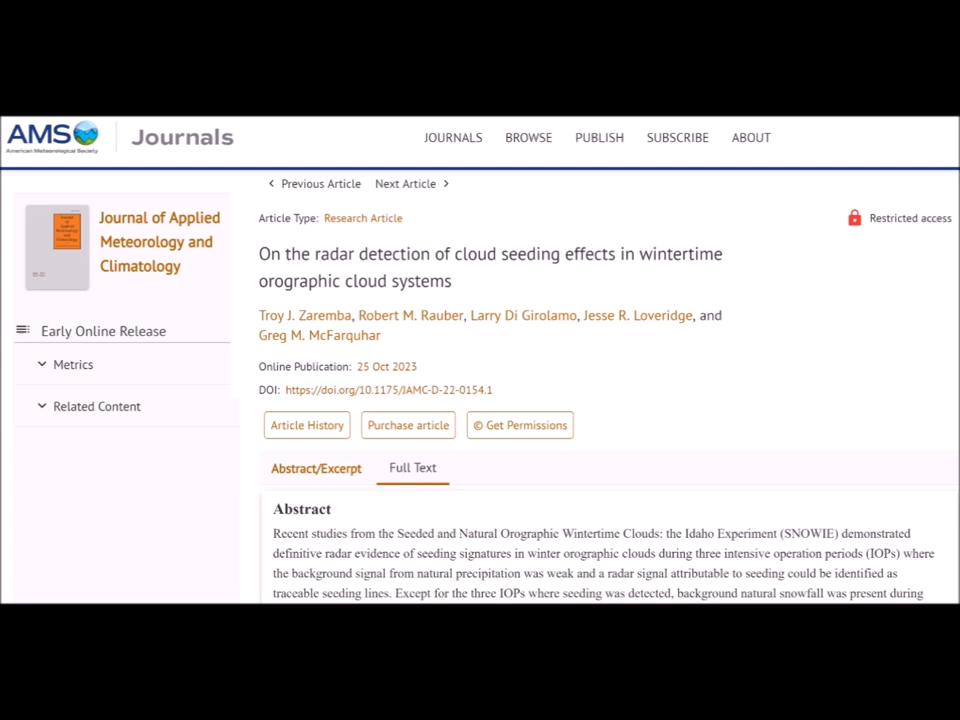 AMS
American Meteorological Society
Journals
JOURNALS BROWSE PUBLISH SUBSCRIBE ABOUT
Previous Article Next Article
Journal of Applied
Meteorology and
Climatology
Early Online Release
Metrics
Related Content
Article Type: Research Article
Restricted access
On the radar detection of cloud seeding effects in wintertime
orographic cloud systems
Troy J. Zaremba, Robert M. Rauber, Larry Di Girolamo, Jesse R. Loveridge, and
Greg M. McFarquhar
Online Publication: 25 Oct 2023
DOI: https://doi.org/10.1175/JAMC-D-22-0154.1
Article History Purchase article © Get Permissions
Abstract/Excerpt Full Text
Abstract
Recent studies from the Seeded and Natural Orographic Wintertime Clouds: the Idaho Experiment (SNOWIE) demonstrated
definitive radar evidence of seeding signatures in winter orographic clouds during three intensive operation periods (IOPs) where
the background signal from natural precipitation was weak and a radar signal attributable to seeding could be identified as
traceable seeding lines. Except for the three IOPs where seeding was detected, background natural snowfall was present during